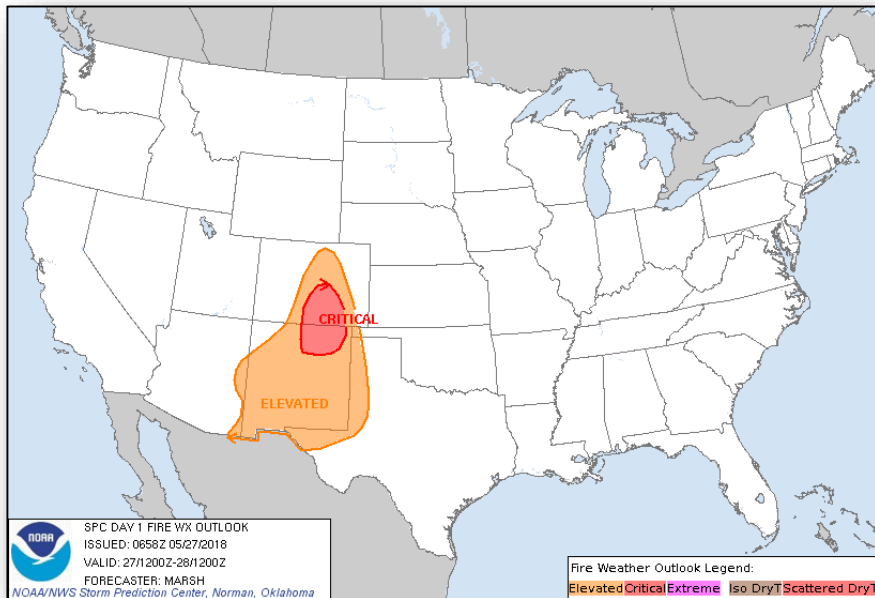 CRITICAL
ELEVATED
NOAA
SPC DAY 1 FIRE WX OUTLOOK
ISSUED: 0658Z 05/27/2018
VALID: 27/1200Z-28/1200Z
FORECASTER: MARSH
NOAA/NWS Storm Prediction Center, Norman, Oklahoma
Fire Weather Outlook Legend:
Elevated Critical Extreme Iso DryT Scattered DryT